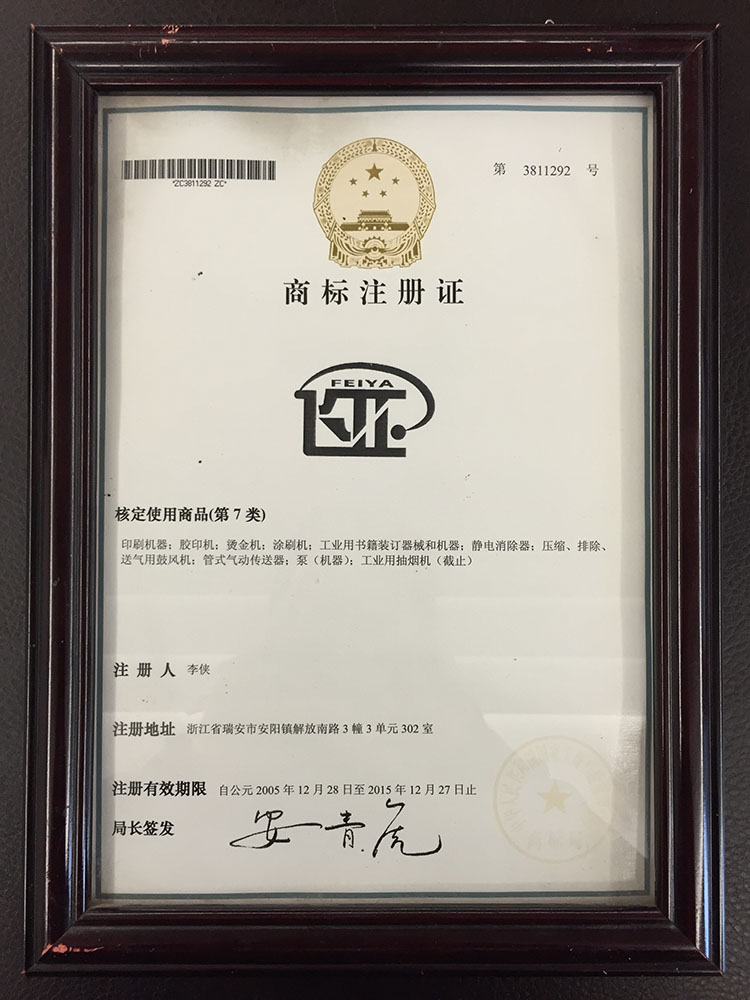 *ZC3811292 ZC*
第 3811292 号
商标注册证
FEIYA
飞亚
核定使用商品(第 7 类)
印刷机器；胶印机；烫金机；涂刷机；工业用书籍装订器械和机器；静电消除器；压缩、排除、
送气用鼓风机；管式气动传送器；泵（机器）；工业用抽烟机（截止）
注册人 李侠
注册地址 浙江省瑞安市安阳镇解放南路 3 幢 3 单元 302 室
注册有效期限 自公元 2005 年 12 月 28 日至 2015 年 12 月 27 日止
局长签发 安青虎